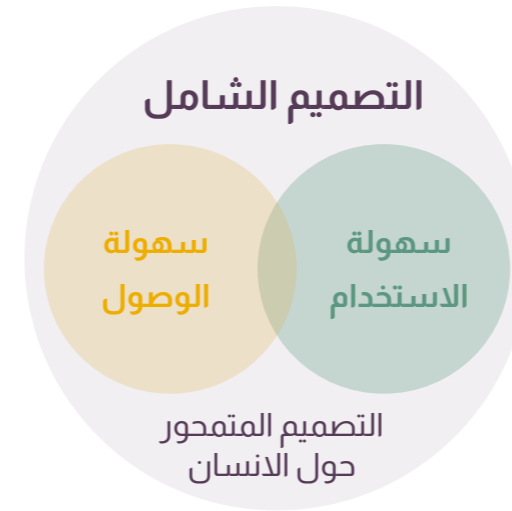 التصميم الشامل
سهولة
الاستخدام
سهولة
الوصول
التصميم المتمحور
حول الانسان